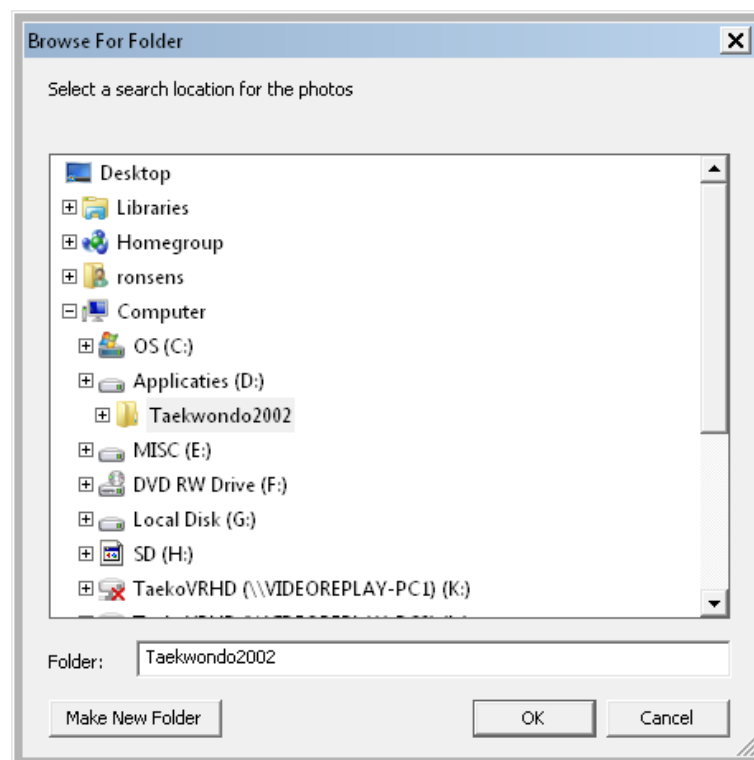 Browse For Folder
Select a search location for the photos
Desktop
Libraries
Homegroup
ronsens
Computer
OS (C:)
Applicaties (D:)
Taekwondo2002
MISC (E:)
DVD RW Drive (F:)
Local Disk (G:)
SD (H:)
TaekoVRHD (\\VIDEOREPLAY-PC1) (K:)
Folder: Taekwondo2002
Make New Folder OK Cancel